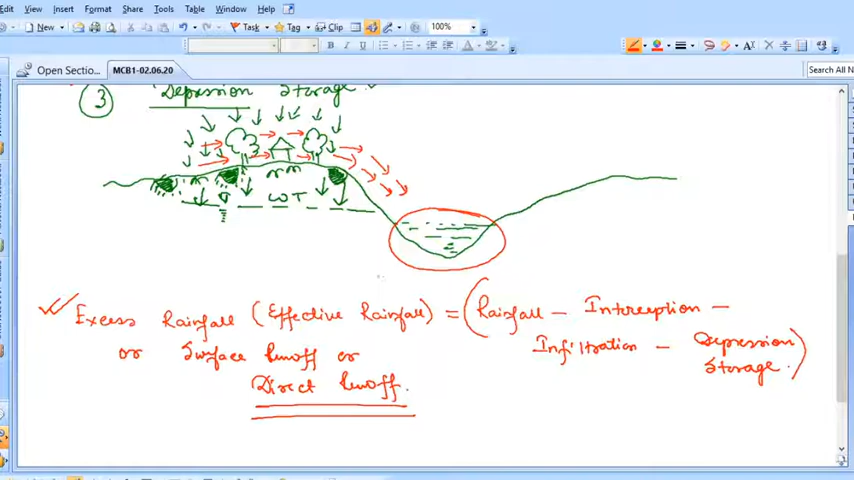 Edit View Insert Format Share Tools Table Window Help
New Task Tag Clip 100%
Open Sectio... MCB1-02.06.20 Search All N
3 Depression Storage
WT
Excess Rainfall (Effective Rainfall) = (Rainfall - Interception -
or Surface Runoff or Infiltration - Depression
Storage.)
Direct Runoff.